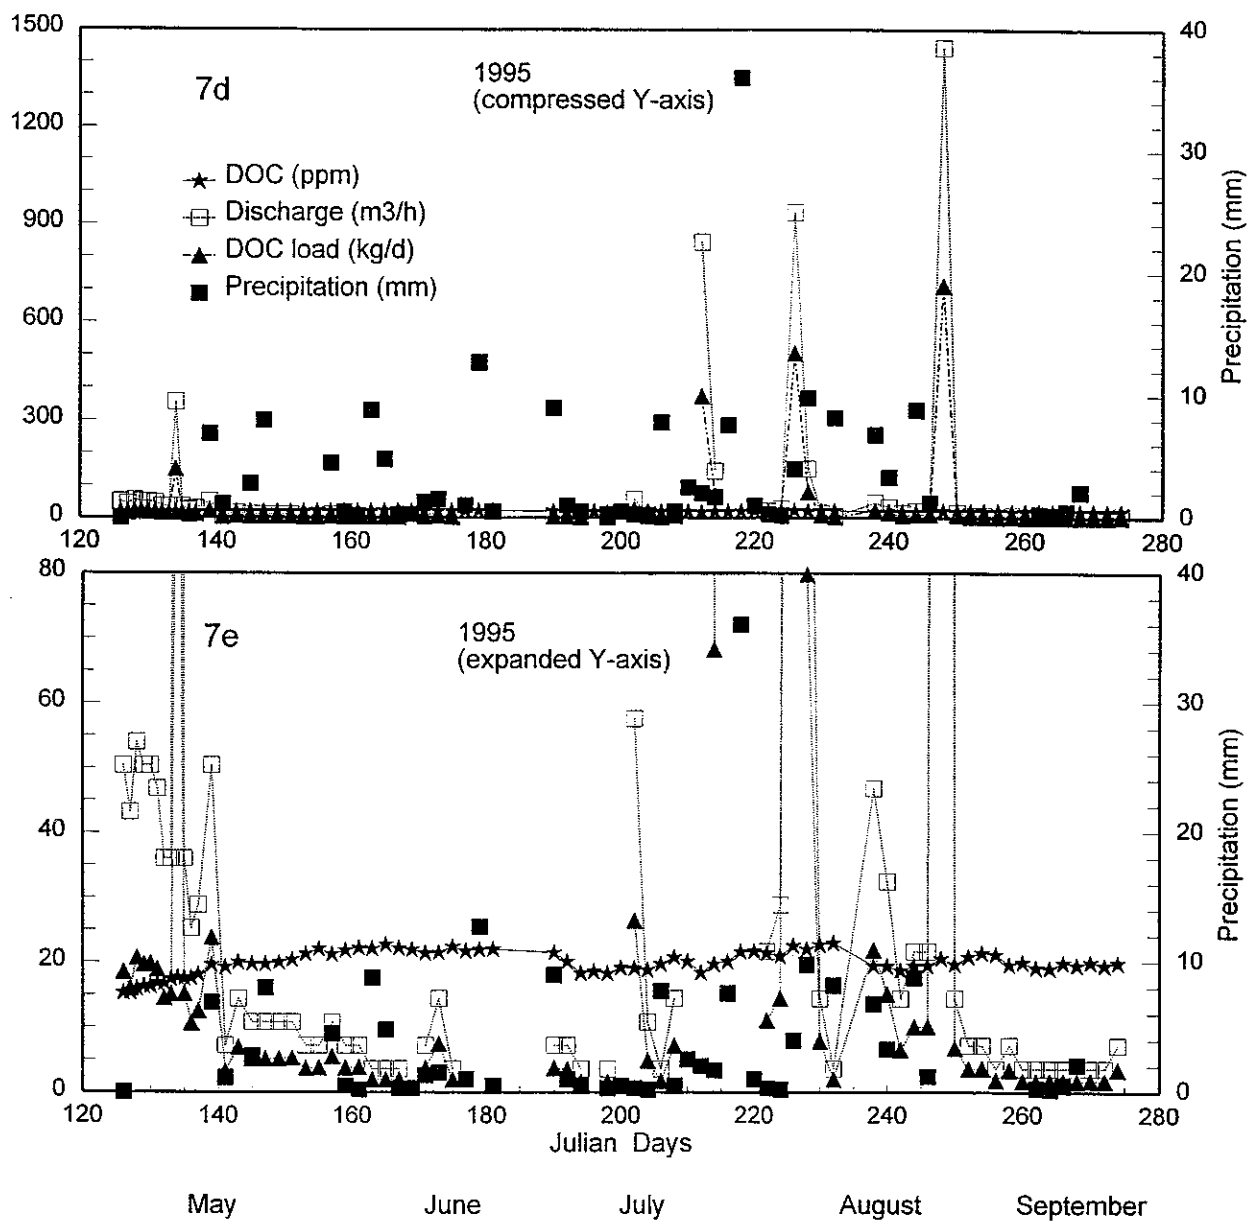 1500
1200
900
600
300
0
7d
1995
(compressed Y-axis)
DOC (ppm)
Discharge (m3/h)
DOC load (kg/d)
Precipitation (mm)
40
30
20
10
0
Precipitation (mm)
120 140 160 180 200 220 240 260 280
80
60
40
20
0
7e
1995
(expanded Y-axis)
40
30
20
10
0
Precipitation (mm)
120 140 160 180 200 220 240 260 280
Julian Days
May June July August September